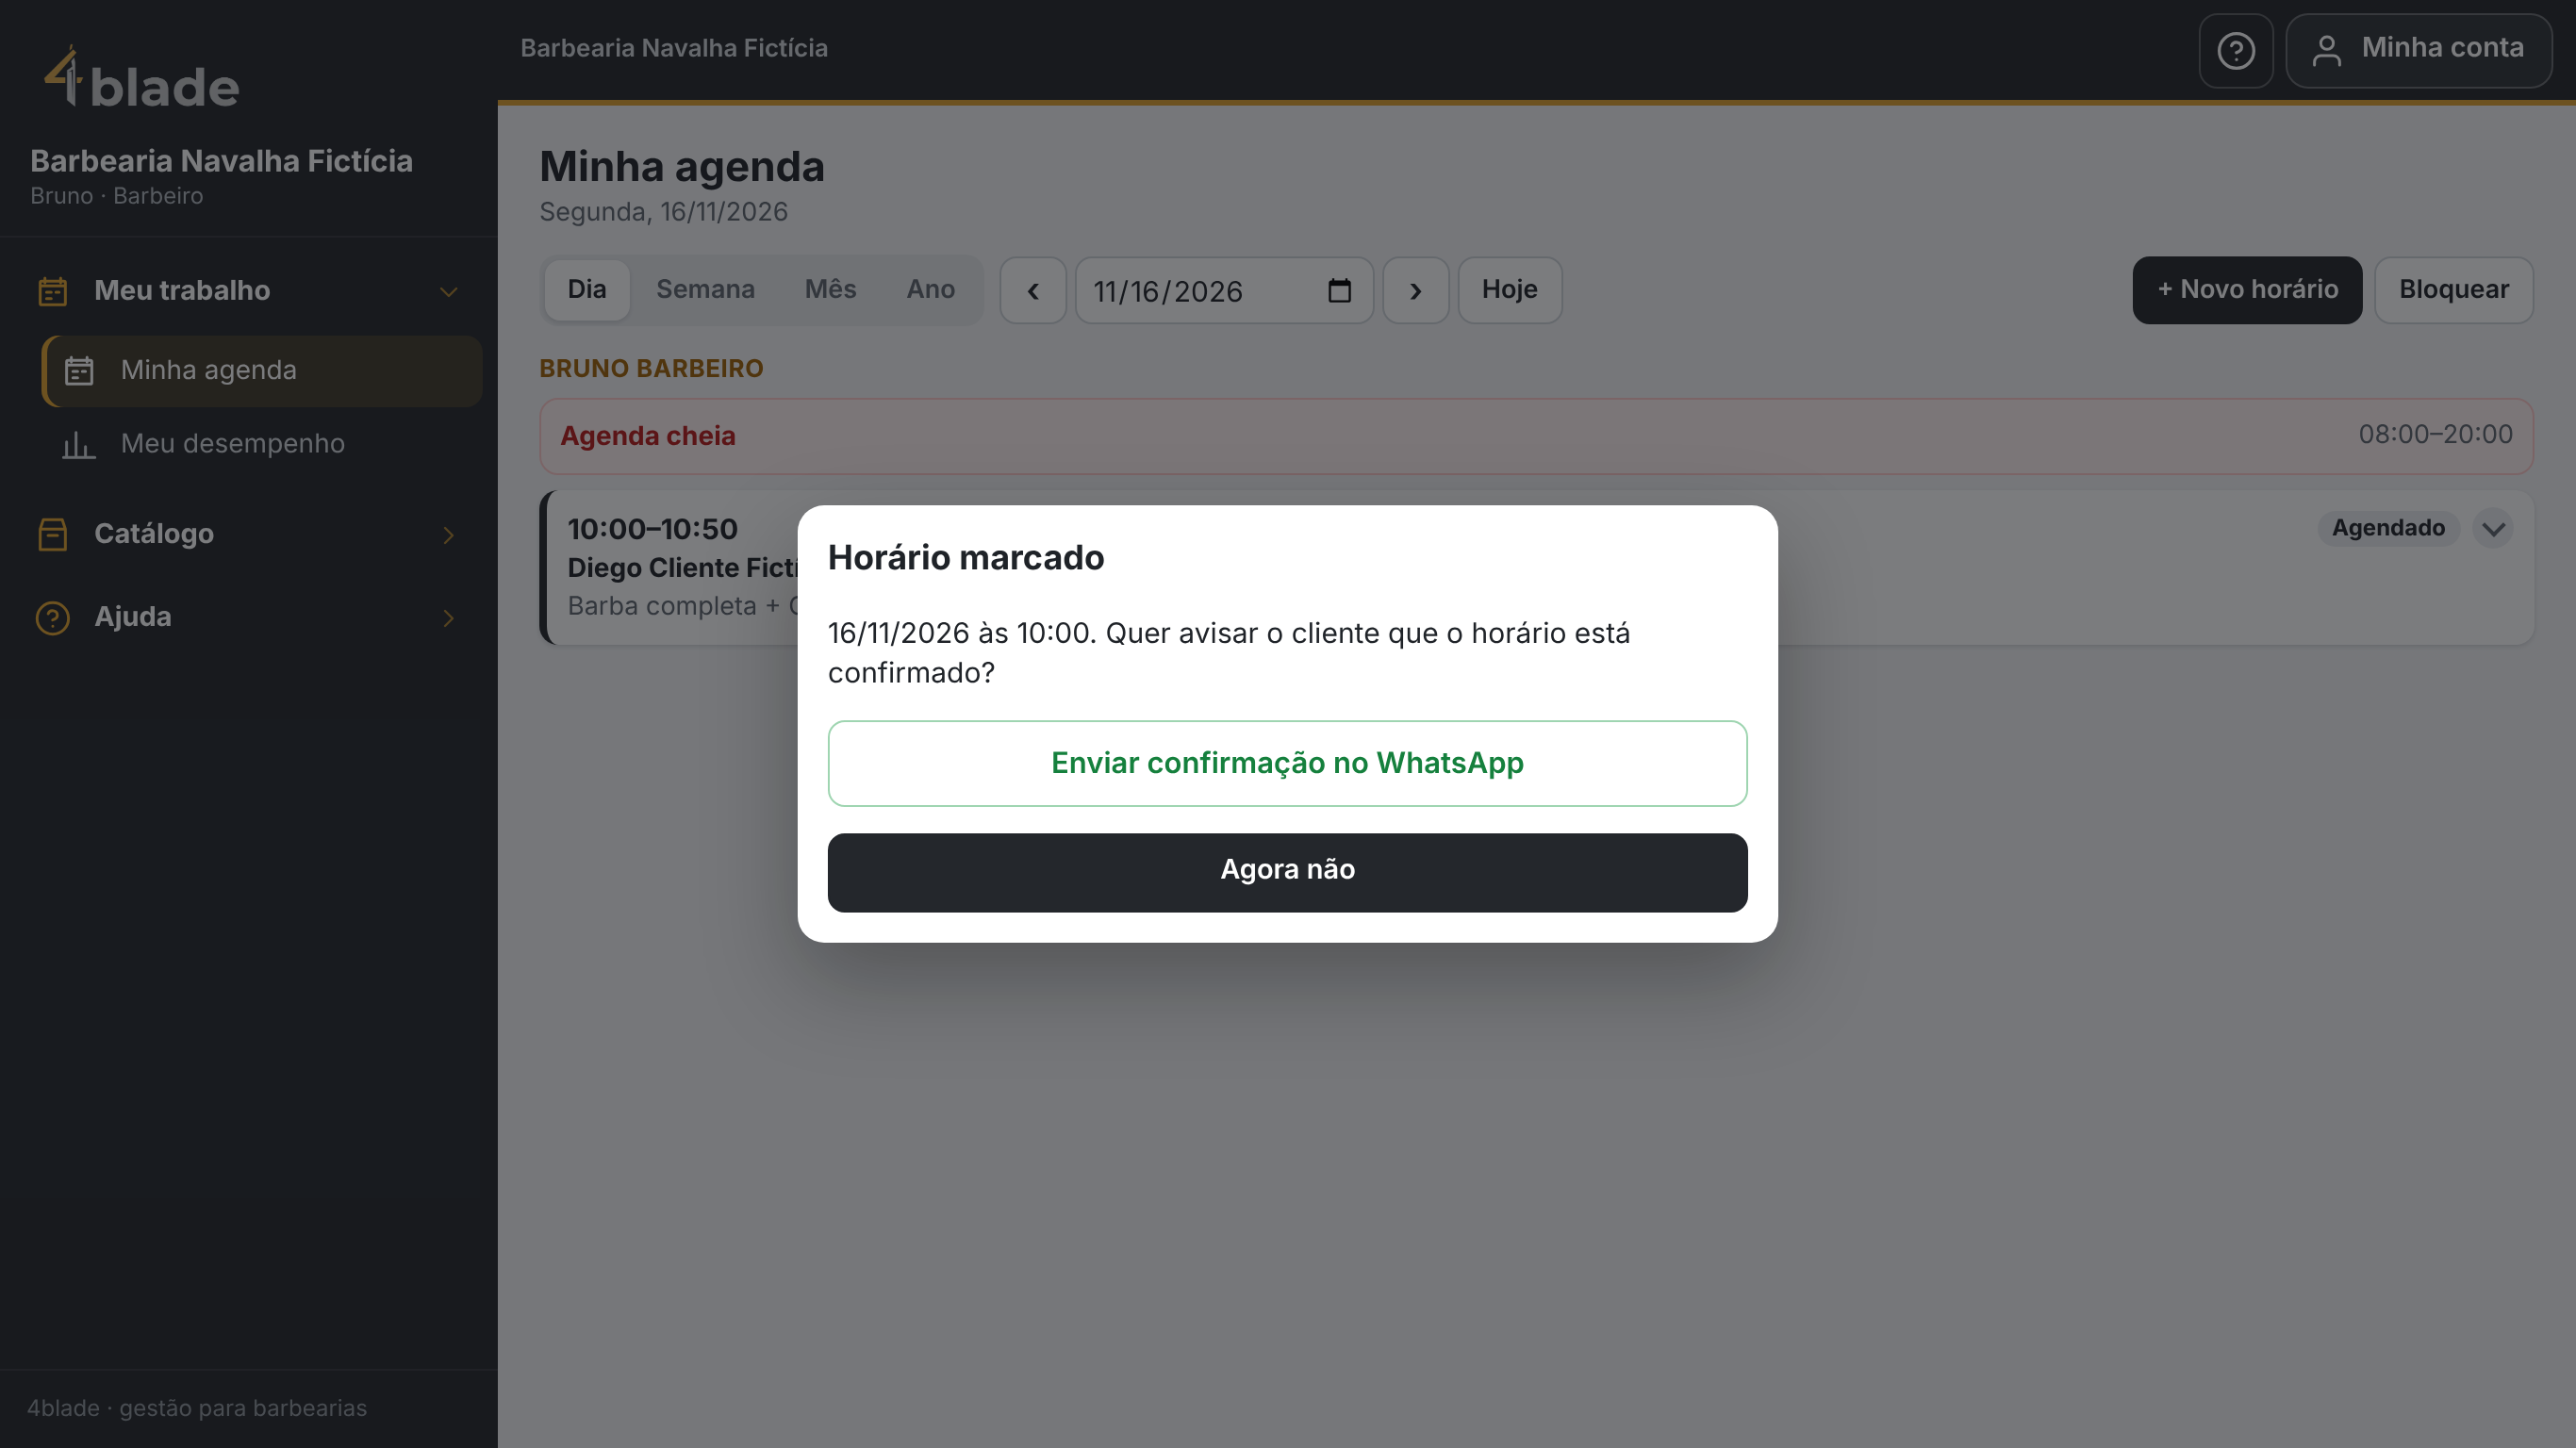 4blade
Barbearia Navalha Fictícia
Bruno · Barbeiro
Meu trabalho
Minha agenda
Meu desempenho
Catálogo
Ajuda
4blade · gestão para barbearias
Barbearia Navalha Fictícia
Minha conta
Minha agenda
Segunda, 16/11/2026
Dia Semana Mês Ano ‹ 11/16/2026 › Hoje + Novo horário Bloquear
BRUNO BARBEIRO
Agenda cheia 08:00–20:00
10:00–10:50 Agendado
Diego Cliente
Barba completa +
Horário marcado
16/11/2026 às 10:00. Quer avisar o cliente que o horário está
confirmado?
Enviar confirmação no WhatsApp
Agora não